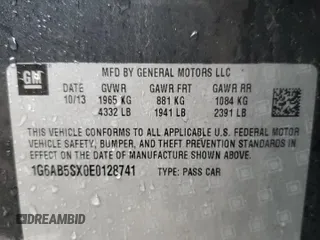 MFD BY GENERAL MOTORS LLC
GM
10/13
GVWR GAWR FRT GAWR RR
1965 KG 881 KG 1084 KG
4332 LB 1941 LB 2391 LB
THIS VEHICLE CONFORMS TO ALL APPLICABLE U.S. FEDERAL MOTOR
VEHICLE SAFETY, BUMPER, AND THEFT PREVENTION STANDARDS
IN EFFECT ON THE DATE OF MANUFACTURE SHOWN ABOVE.
1G6AB5SX0E0128741 TYPE: PASS CAR
DREAMBID